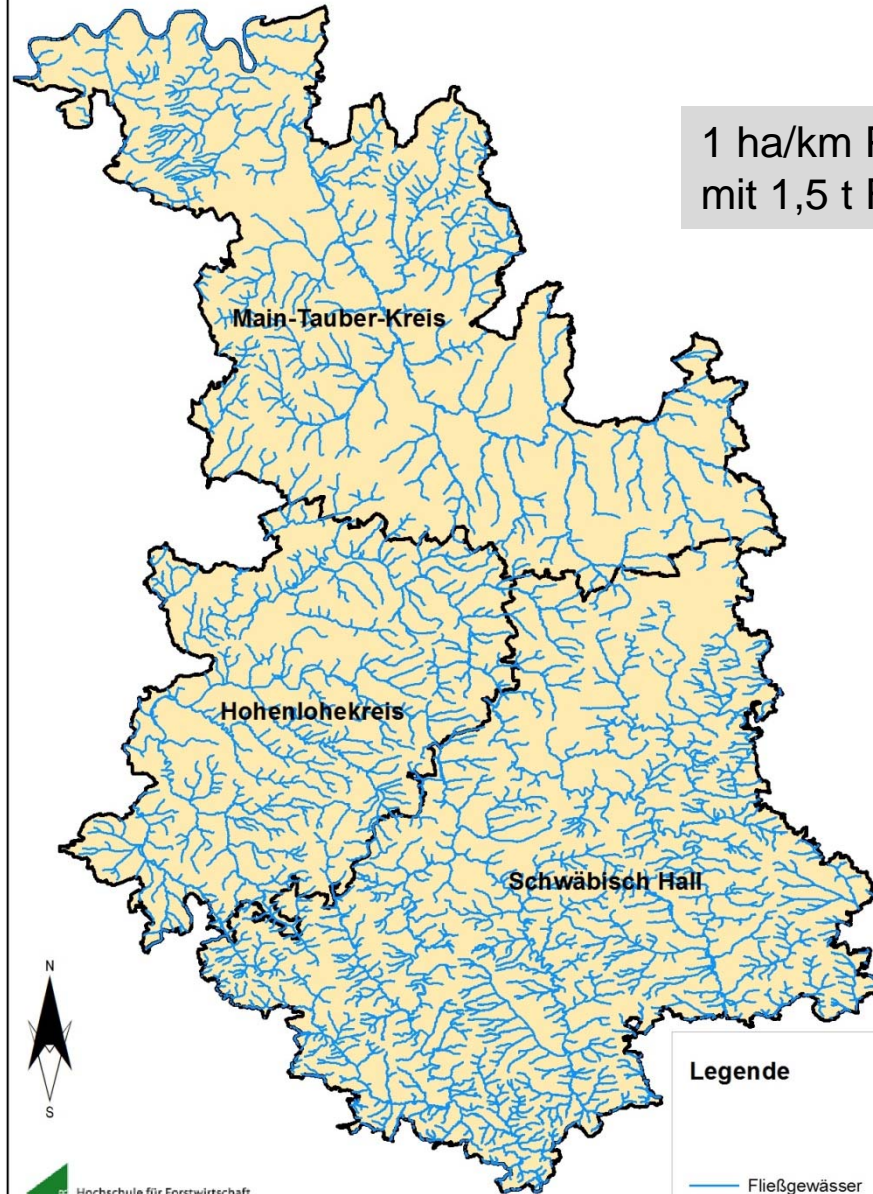 1 ha/km
mit 1,5 t
Main-Tauber-Kreis
Hohenlohekreis
Schwäbisch Hall
N
S
Legende
Fließgewässer
Hochschule für Forstwirtschaft